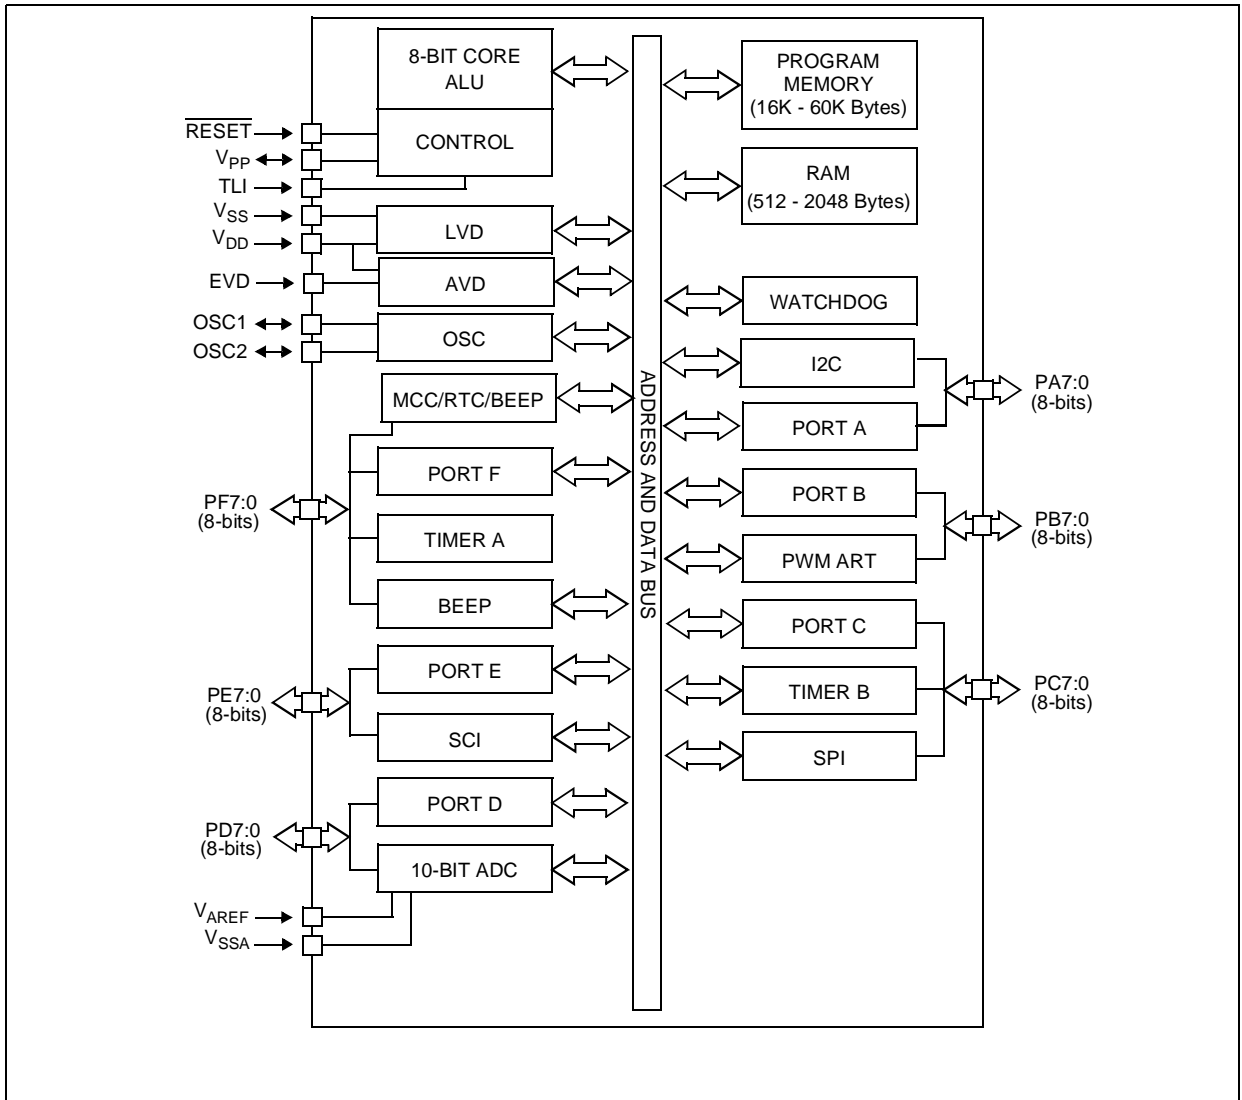 8-BIT CORE
ALU
CONTROL
RESET
VPP
TLI
VSS
VDD
EVD
OSC1
OSC2
LVD
AVD
OSC
MCC/RTC/BEEP
PORT F
TIMER A
BEEP
PF7:0
(8-bits)
PORT E
SCI
PE7:0
(8-bits)
PORT D
10-BIT ADC
PD7:0
(8-bits)
VAREF
VSSA
ADDRESS AND DATA BUS
PROGRAM
MEMORY
(16K - 60K Bytes)
RAM
(512 - 2048 Bytes)
WATCHDOG
I2C
PORT A
PA7:0
(8-bits)
PORT B
PWM ART
PB7:0
(8-bits)
PORT C
TIMER B
SPI
PC7:0
(8-bits)